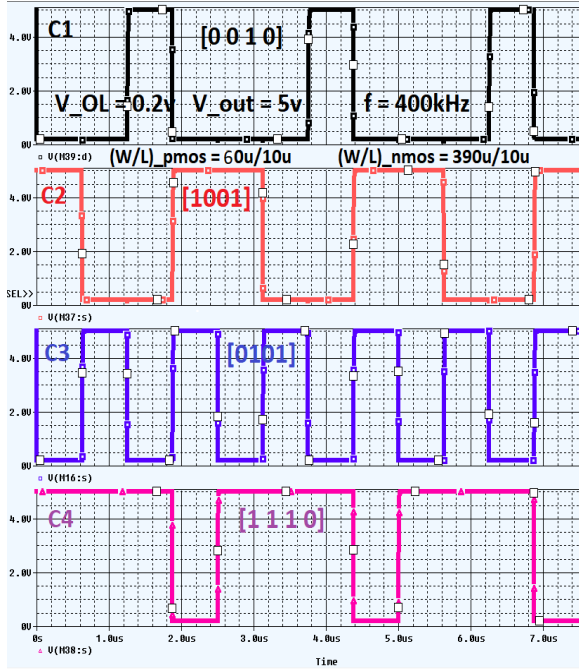 C1 [0 0 1 0]
4.0V
V_OL = 0.2v V_out = 5v f = 400kHz
2.0V
0V
V(M39:d) (W/L)_pmos = 60u/10u (W/L)_nmos = 390u/10u
C2 [1001]
4.0V
2.0V
SEL>>
0V
V(M37:s)
C3 [0101]
4.0V
2.0V
0V
V(M16:s)
C4 [1 1 1 0]
4.0V
2.0V
0V
0s 1.0us 2.0us 3.0us 4.0us 5.0us 6.0us 7.0us
V(M38:s)
Time